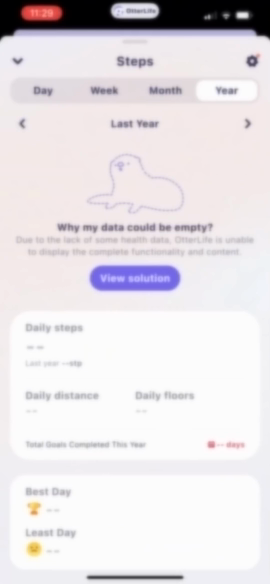 11:29
OtterLife
Steps
Day Week Month Year
Last Year
Why my data could be empty?
Due to the lack of some health data, OtterLife is unable
to display the complete functionality and content.
View solution
Daily steps
--
Last year --stp
Daily distance Daily floors
-- --
Total Goals Completed This Year -- days
Best Day
--
Least Day
--